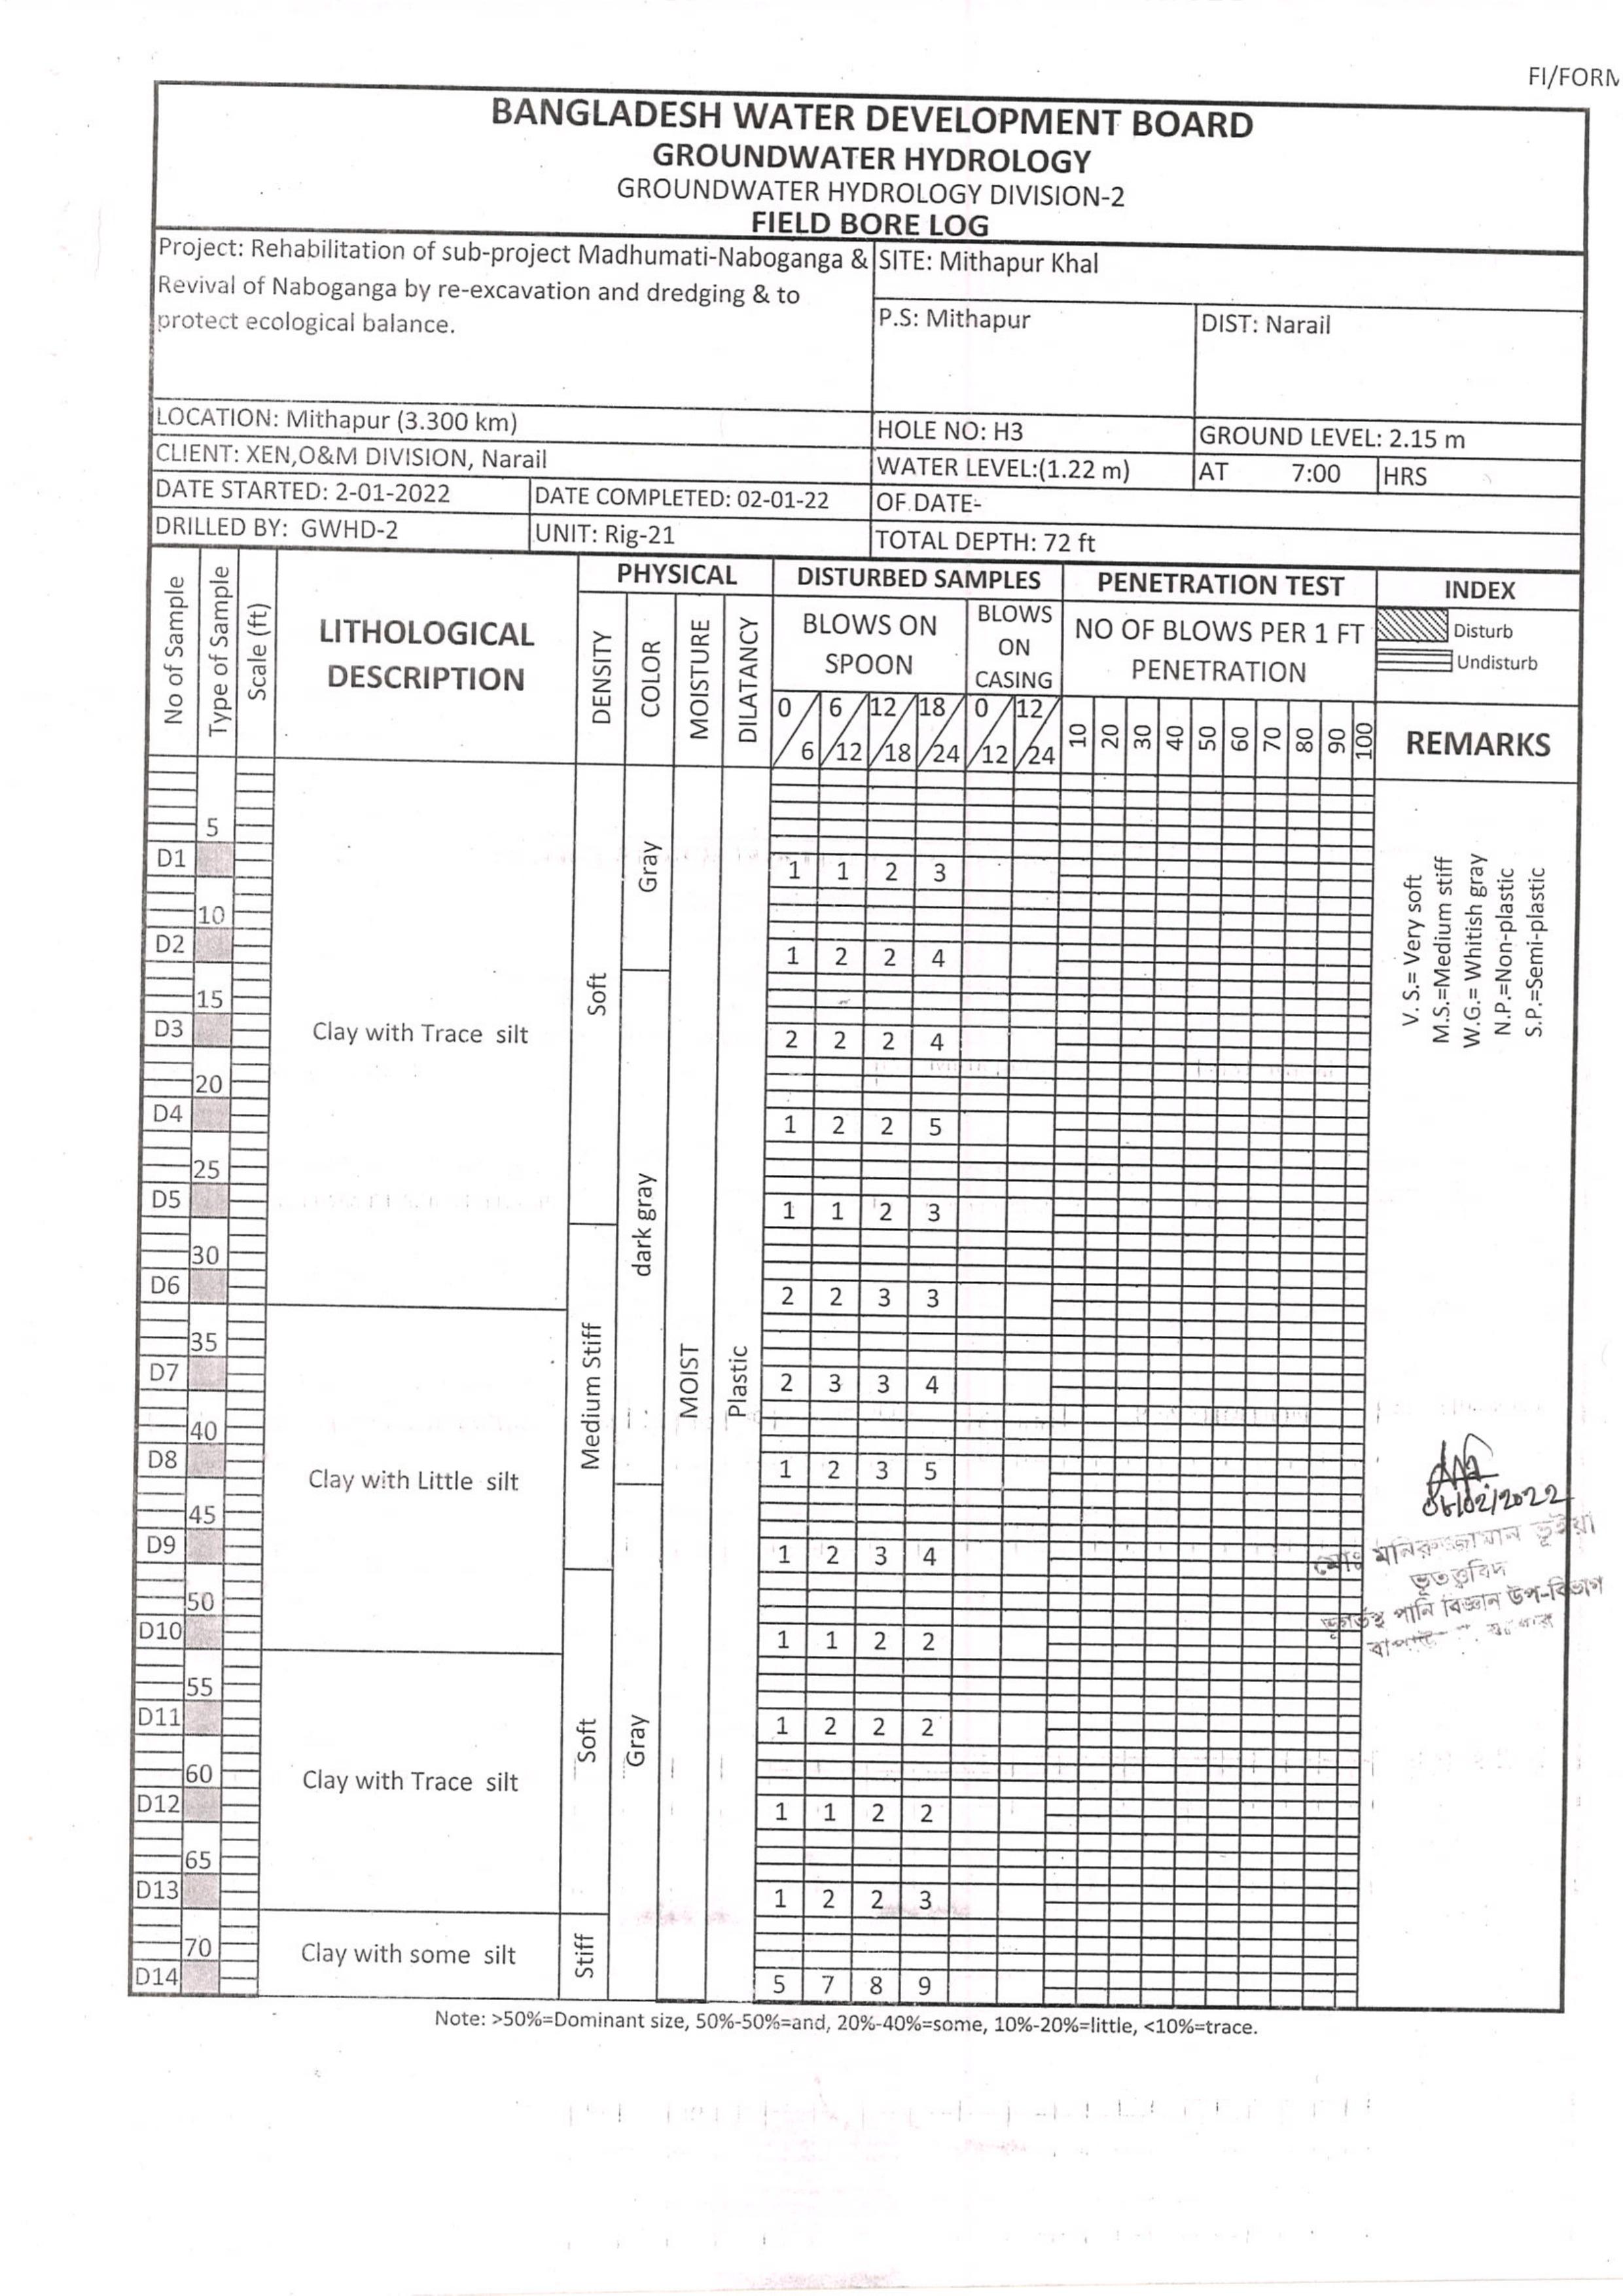 FI/FORM
BANGLADESH WATER DEVELOPMENT BOARD
GROUNDWATER HYDROLOGY
GROUNDWATER HYDROLOGY DIVISION-2
FIELD BORE LOG
Project: Rehabilitation of sub-project Madhumati-Naboganga &
Revival of Naboganga by re-excavation and dredging & to
protect ecological balance.
SITE: Mithapur Khal
P.S: Mithapur
DIST: Narail
LOCATION: Mithapur (3.300 km)
HOLE NO: H3
GROUND LEVEL: 2.15 m
CLIENT: XEN,O&M DIVISION, Narail
WATER LEVEL:(1.22 m)
AT 7:00 HRS
DATE STARTED: 2-01-2022
DATE COMPLETED: 02-01-22
OF DATE-
DRILLED BY: GWHD-2
UNIT: Rig-21
TOTAL DEPTH: 72 ft
No of Sample
Type of Sample
Scale (ft)
LITHOLOGICAL
DESCRIPTION
PHYSICAL
DENSITY
COLOR
MOISTURE
DILATANCY
DISTURBED SAMPLES
BLOWS ON
SPOON
BLOWS
ON
CASING
0 6 12 18 0 12
6 12 18 24 12 24
PENETRATION TEST
NO OF BLOWS PER 1 FT
PENETRATION
10 20 30 40 50 60 70 80 90 100
INDEX
Disturb
Undisturb
REMARKS
5
D1 1 1 2 3
10
D2 1 2 2 4
15
D3 2 2 2 4
20
D4 1 2 2 5
25
D5 1 1 2 3
30
D6 2 2 3 3
35
D7 2 3 3 4
40
D8 1 2 3 5
45
D9 1 2 3 4
50
D10 1 1 2 2
55
D11 1 2 2 2
60
D12 1 1 2 2
65
D13 1 2 2 3
70
D14 5 7 8 9
Clay with Trace silt
Clay with Little silt
Clay with Trace silt
Clay with some silt
Soft
Medium Stiff
Soft
Stiff
Gray
dark gray
Gray
MOIST
Plastic
V. S.= Very soft
M.S.=Medium stiff
W.G.= Whitish gray
N.P.=Non-plastic
S.P.=Semi-plastic
/02/2022
মোঃ মনিরুজ্জামান ভূইয়া
ভূতত্ত্ববিদ
ভূগর্ভস্থ পানি বিজ্ঞান উপ-বিভাগ
Note: >50%=Dominant size, 50%-50%=and, 20%-40%=some, 10%-20%=little, <10%=trace.